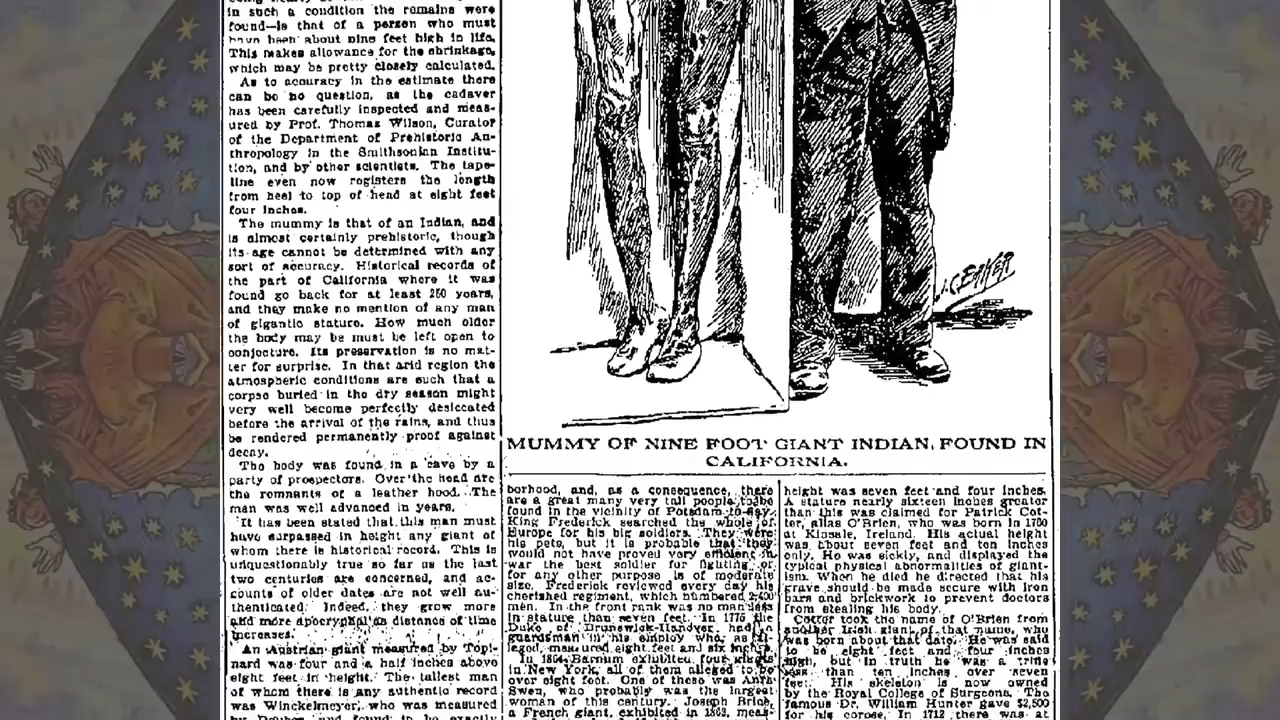 in such a condition the remains were
found—is that of a person who must
have been about nine feet high in life.
This makes allowance for the shrinkage,
which may be pretty closely calculated.
As to accuracy in the estimate there
can be no question, as the cadaver
has been carefully inspected and meas-
ured by Prof. Thomas Wilson, Curator
of the Department of Prehistoric An-
thropology in the Smithsonian Institu-
tion, and by other scientists. The tape-
line even now registers the length
from heel to top of head at eight feet
four inches.
The mummy is that of an Indian, and
is almost certainly prehistoric, though
its age cannot be determined with any
sort of accuracy. Historical records of
the part of California where it was
found go back for at least 250 years,
and they make no mention of any man
of gigantic stature. How much older
the body may be must be left open to
conjecture. Its preservation is no mat-
ter for surprise. In that arid region the
atmospheric conditions are such that a
corpse buried in the dry season might
very well become perfectly desiccated
before the arrival of the rains, and thus
be rendered permanently proof against
decay.
The body was found in a cave by a
party of prospectors. Over the head are
the remnants of a leather hood. The
man was well advanced in years.
It has been stated that this man must
have surpassed in height any giant of
whom there is historical record. This is
unquestionably true so far as the last
two centuries are concerned, and ac-
counts of older dates are not well au-
thenticated. Indeed, they grow more
and more apocryphal as distance of time
increases.
An Austrian giant measured by Topi-
nard was four and a half inches above
eight feet in height. The tallest man
of whom there is any authentic record
was Winckelmeyer, who was measured
and found to be exactly
MUMMY OF NINE FOOT GIANT INDIAN, FOUND IN
CALIFORNIA.
borhood, and, as a consequence, there
are a great many very tall people to be
found in the vicinity of Potsdam to-day.
King Frederick searched the whole of
Europe for his big soldiers. They were
his pets, but it is probable that they
would not have proved very efficient in
war the best soldier for fighting or
for any other purpose is of moderate
size. Frederick reviewed every day his
cherished regiment, which numbered 2,400
men. In the front rank was no man less
in stature than seven feet. In 1775 the
Duke of Brunswick-Hanover had a
guardsman in his employ who, as al-
leged, measured eight feet and six inches.
In 1864 Barnum exhibited four giants
in New York, all of them alleged to be
over eight feet. One of these was Anna
Swen, who probably was the largest
woman of this century. Joseph Brice,
a French giant, exhibited in 1862, meas-
height was seven feet and four inches.
A stature nearly sixteen inches greater
than this was claimed for Patrick Cot-
ter, alias O'Brien, who was born in 1760
at Kinsale, Ireland. His actual height
was about seven feet and ten inches
only. He was sickly, and displayed the
typical physical abnormalities of giant-
ism. When he died he directed that his
grave should be made secure with iron
bars and brickwork to prevent doctors
from stealing his body.
Cotter took the name of O'Brien from
another Irish giant of that name, who
was born about that date. He was said
to be eight feet and four inches
high, but in truth he was a trifle
less than ten inches over seven
feet. His skeleton is now owned
by the Royal College of Surgeons. The
famous Dr. William Hunter gave $2,500
for his corpse. In 1712 there was at